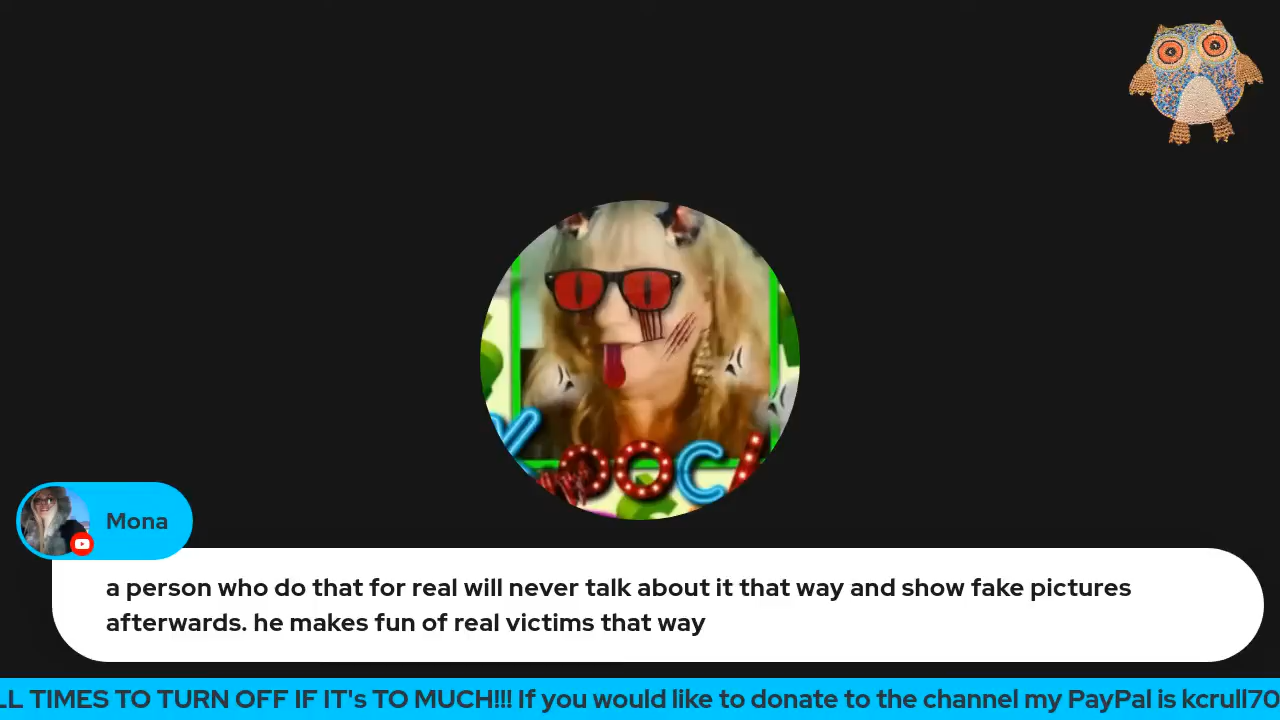 Y OOC
Mona
a person who do that for real will never talk about it that way and show fake pictures
afterwards. he makes fun of real victims that way
LL TIMES TO TURN OFF IF IT's TO MUCH!!! If you would like to donate to the channel my PayPal is kcrull70